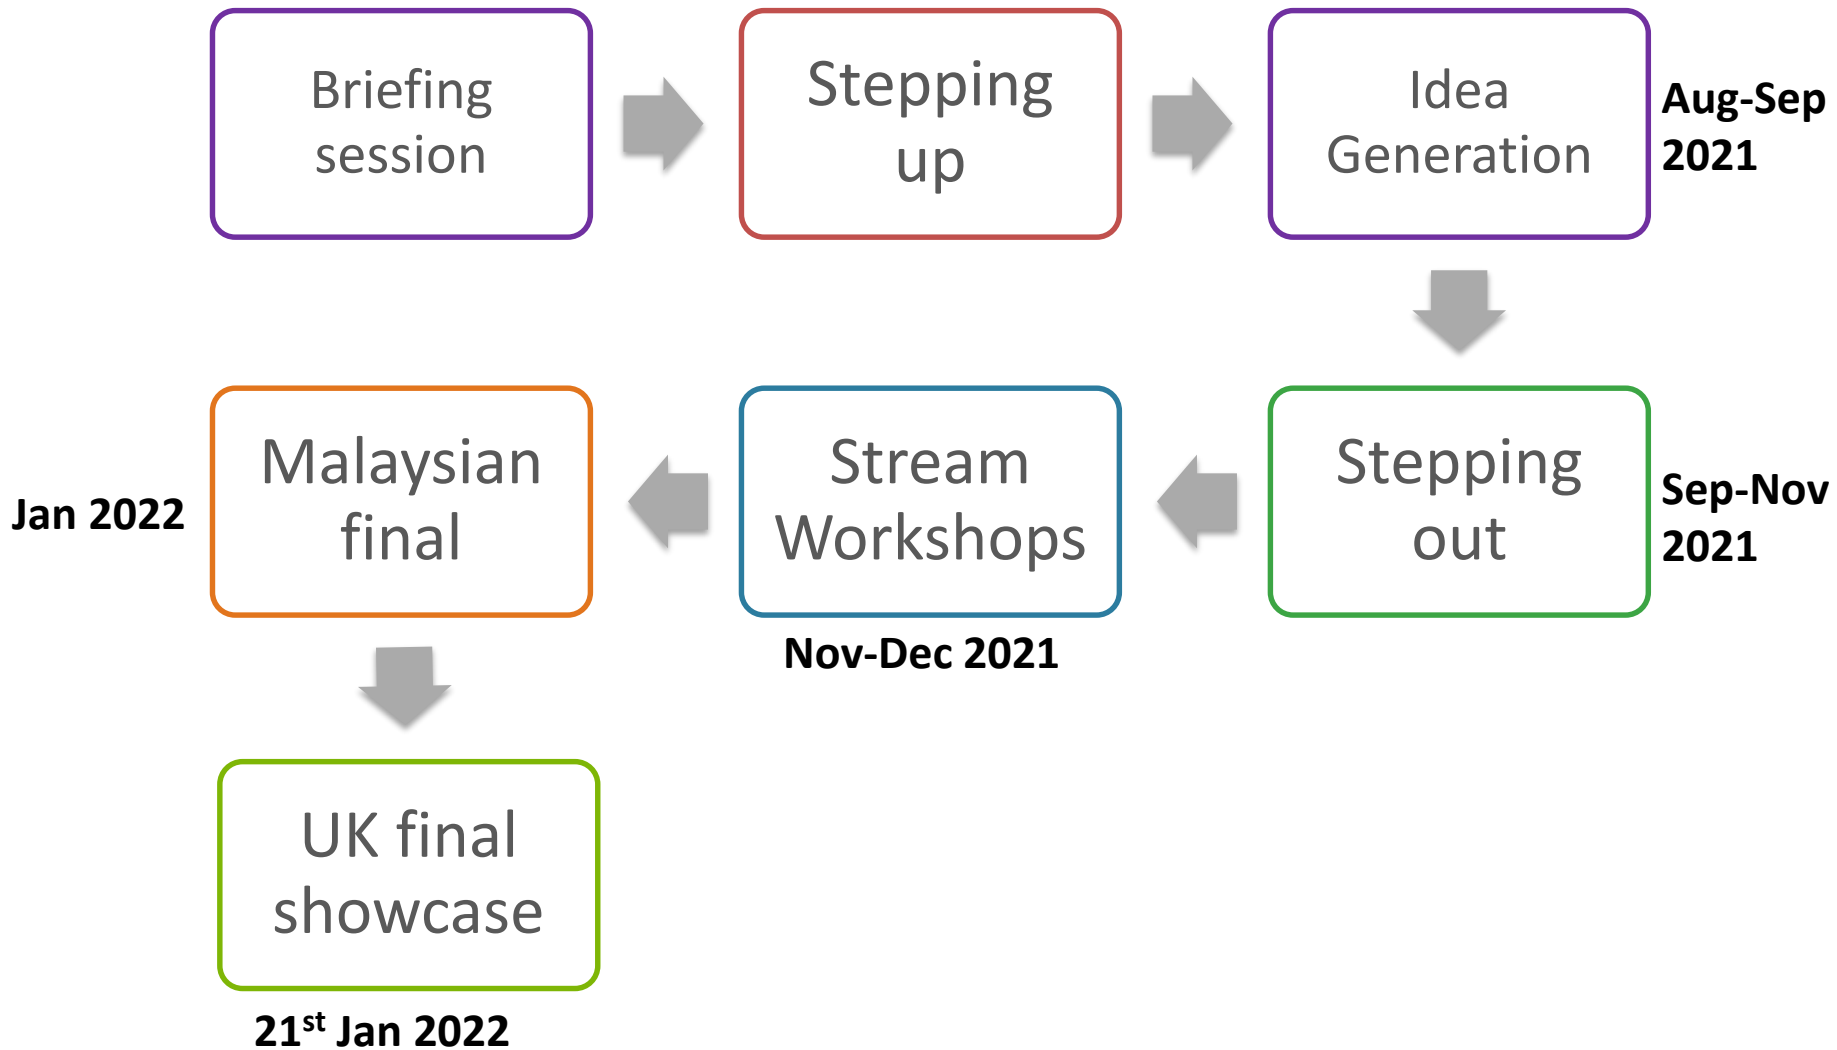 Briefing
session
Stepping
up
Idea
Generation
Aug-Sep
2021
Stepping
out
Sep-Nov
2021
Stream
Workshops
Nov-Dec 2021
Malaysian
final
Jan 2022
UK final
showcase
21st Jan 2022